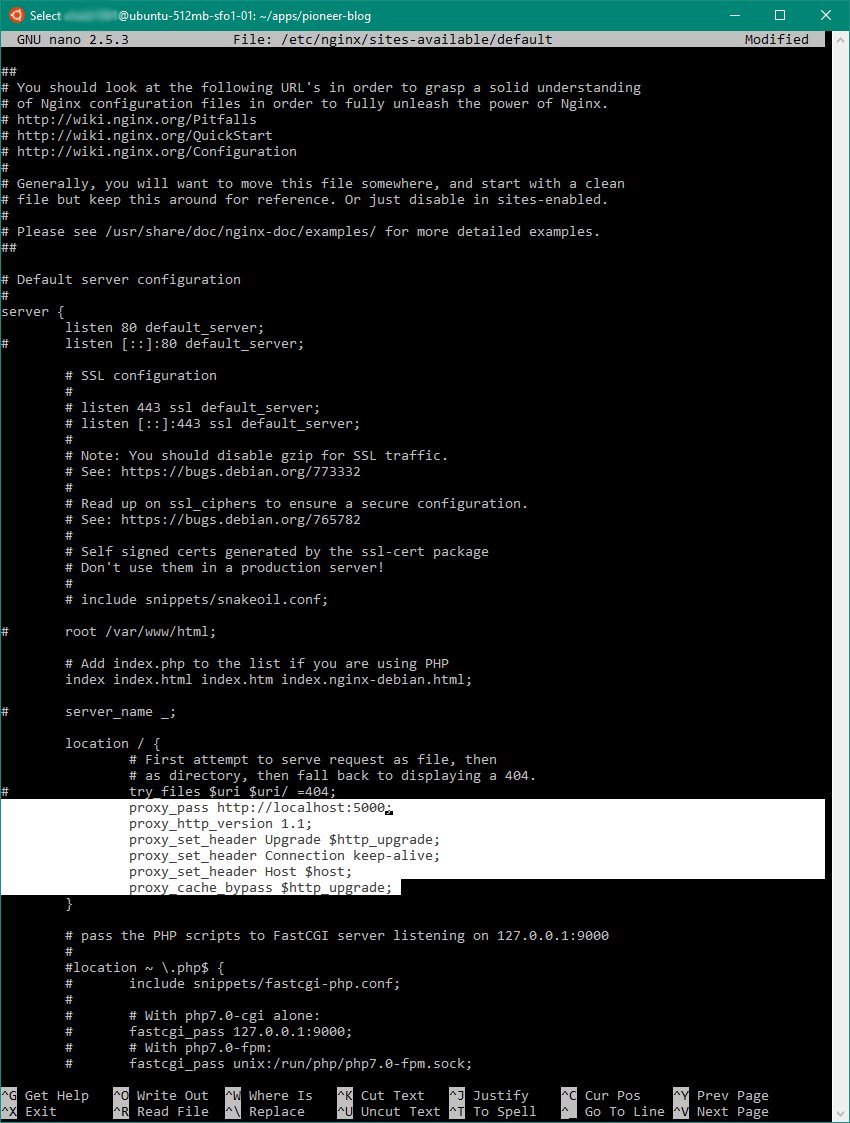 Select @ubuntu-512mb-sfo1-01: ~/apps/pioneer-blog
GNU nano 2.5.3 File: /etc/nginx/sites-available/default Modified
##
# You should look at the following URL's in order to grasp a solid understanding
# of Nginx configuration files in order to fully unleash the power of Nginx.
# http://wiki.nginx.org/Pitfalls
# http://wiki.nginx.org/QuickStart
# http://wiki.nginx.org/Configuration
#
# Generally, you will want to move this file somewhere, and start with a clean
# file but keep this around for reference. Or just disable in sites-enabled.
#
# Please see /usr/share/doc/nginx-doc/examples/ for more detailed examples.
##
# Default server configuration
#
server {
        listen 80 default_server;
#       listen [::]:80 default_server;
        # SSL configuration
        #
        # listen 443 ssl default_server;
        # listen [::]:443 ssl default_server;
        #
        # Note: You should disable gzip for SSL traffic.
        # See: https://bugs.debian.org/773332
        #
        # Read up on ssl_ciphers to ensure a secure configuration.
        # See: https://bugs.debian.org/765782
        #
        # Self signed certs generated by the ssl-cert package
        # Don't use them in a production server!
        #
        # include snippets/snakeoil.conf;
#       root /var/www/html;
        # Add index.php to the list if you are using PHP
        index index.html index.htm index.nginx-debian.html;
#       server_name _;
        location / {
                # First attempt to serve request as file, then
                # as directory, then fall back to displaying a 404.
#               try_files $uri $uri/ =404;
                proxy_pass http://localhost:5000;
                proxy_http_version 1.1;
                proxy_set_header Upgrade $http_upgrade;
                proxy_set_header Connection keep-alive;
                proxy_set_header Host $host;
                proxy_cache_bypass $http_upgrade;
        }
        # pass the PHP scripts to FastCGI server listening on 127.0.0.1:9000
        #
        #location ~ \.php$ {
        #       include snippets/fastcgi-php.conf;
        #
        #       # With php7.0-cgi alone:
        #       fastcgi_pass 127.0.0.1:9000;
        #       # With php7.0-fpm:
        #       fastcgi_pass unix:/run/php/php7.0-fpm.sock;
^G Get Help ^O Write Out ^W Where Is ^K Cut Text ^J Justify ^C Cur Pos ^Y Prev Page
^X Exit ^R Read File ^\ Replace ^U Uncut Text ^T To Spell ^_ Go To Line ^V Next Page